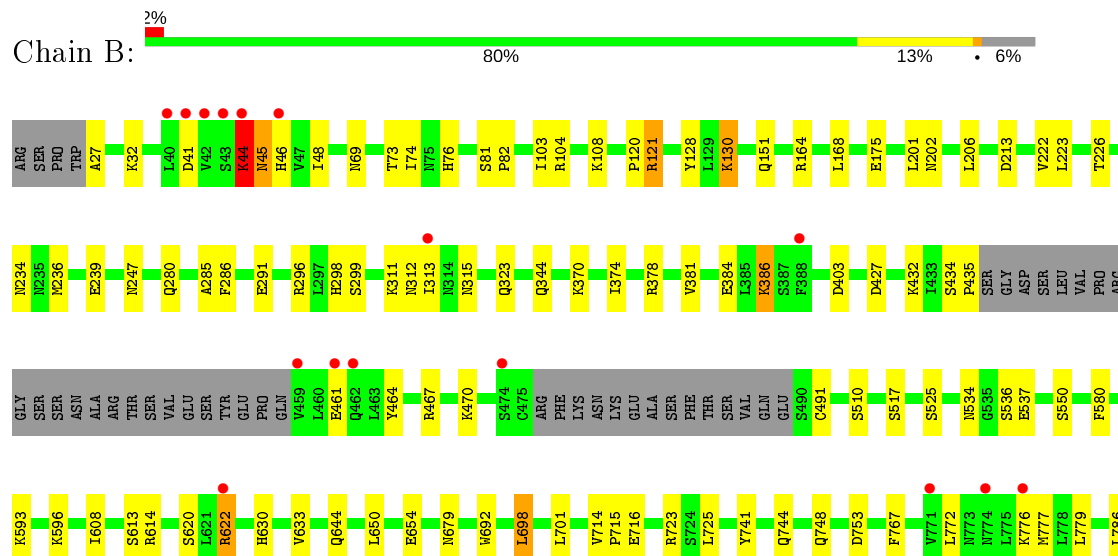 2%
Chain B:
80% 13% • 6%
ARG SER PRO TRP A27 K32 L40 D41 V42 S43 K44 N45 H46 V47 I48 N69 T73 I74 N75 H76 S81 P82 I103 R104 K108 P120 R121 Y128 L129 K130 Q151 R164 L168 E175 L201 N202 L206 D213 V222 L223 T226
N234 N235 M236 E239 N247 Q280 A285 F286 E291 R296 L297 H298 S299 K311 N312 I313 N314 N315 Q323 Q344 K370 I374 R378 V381 E384 L385 K386 S387 F388 D403 D427 K432 I433 S434 P435 SER GLY ASP SER LEU VAL PRO ARG
GLY SER SER ASN ALA ARG THR SER VAL GLU SER TYR GLU PRO GLN V459 L460 E461 Q462 L463 Y464 R467 K470 S474 C475 ARG PHE LYS ASN LYS GLU ALA SER PHE THR SER VAL GLN GLU S490 C491 S510 S517 S525 N534 G535 S536 E537 S550 F580
K593 K596 I608 S613 R614 S620 L621 R622 H630 V633 Q644 L650 E654 N679 W692 L698 L701 V714 P715 E716 R723 S724 L725 Y741 Q744 Q748 D753 F767 V771 L772 N773 N774 L775 K776 M777 L778 L779